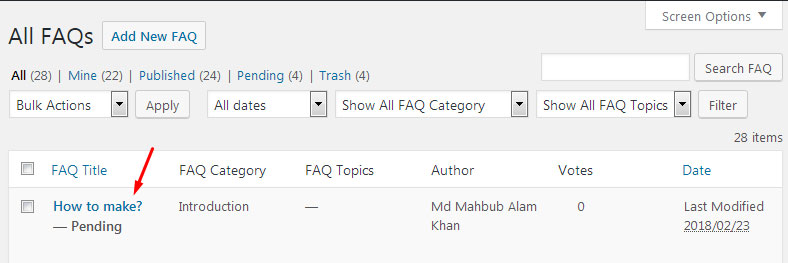 Screen Options
All FAQs Add New FAQ
All (28) | Mine (22) | Published (24) | Pending (4) | Trash (4)
Search FAQ
Bulk Actions Apply All dates Show All FAQ Category Show All FAQ Topics Filter
28 items
FAQ Title FAQ Category FAQ Topics Author Votes Date
How to make? Introduction — Md Mahbub Alam 0 Last Modified
— Pending Khan 2018/02/23